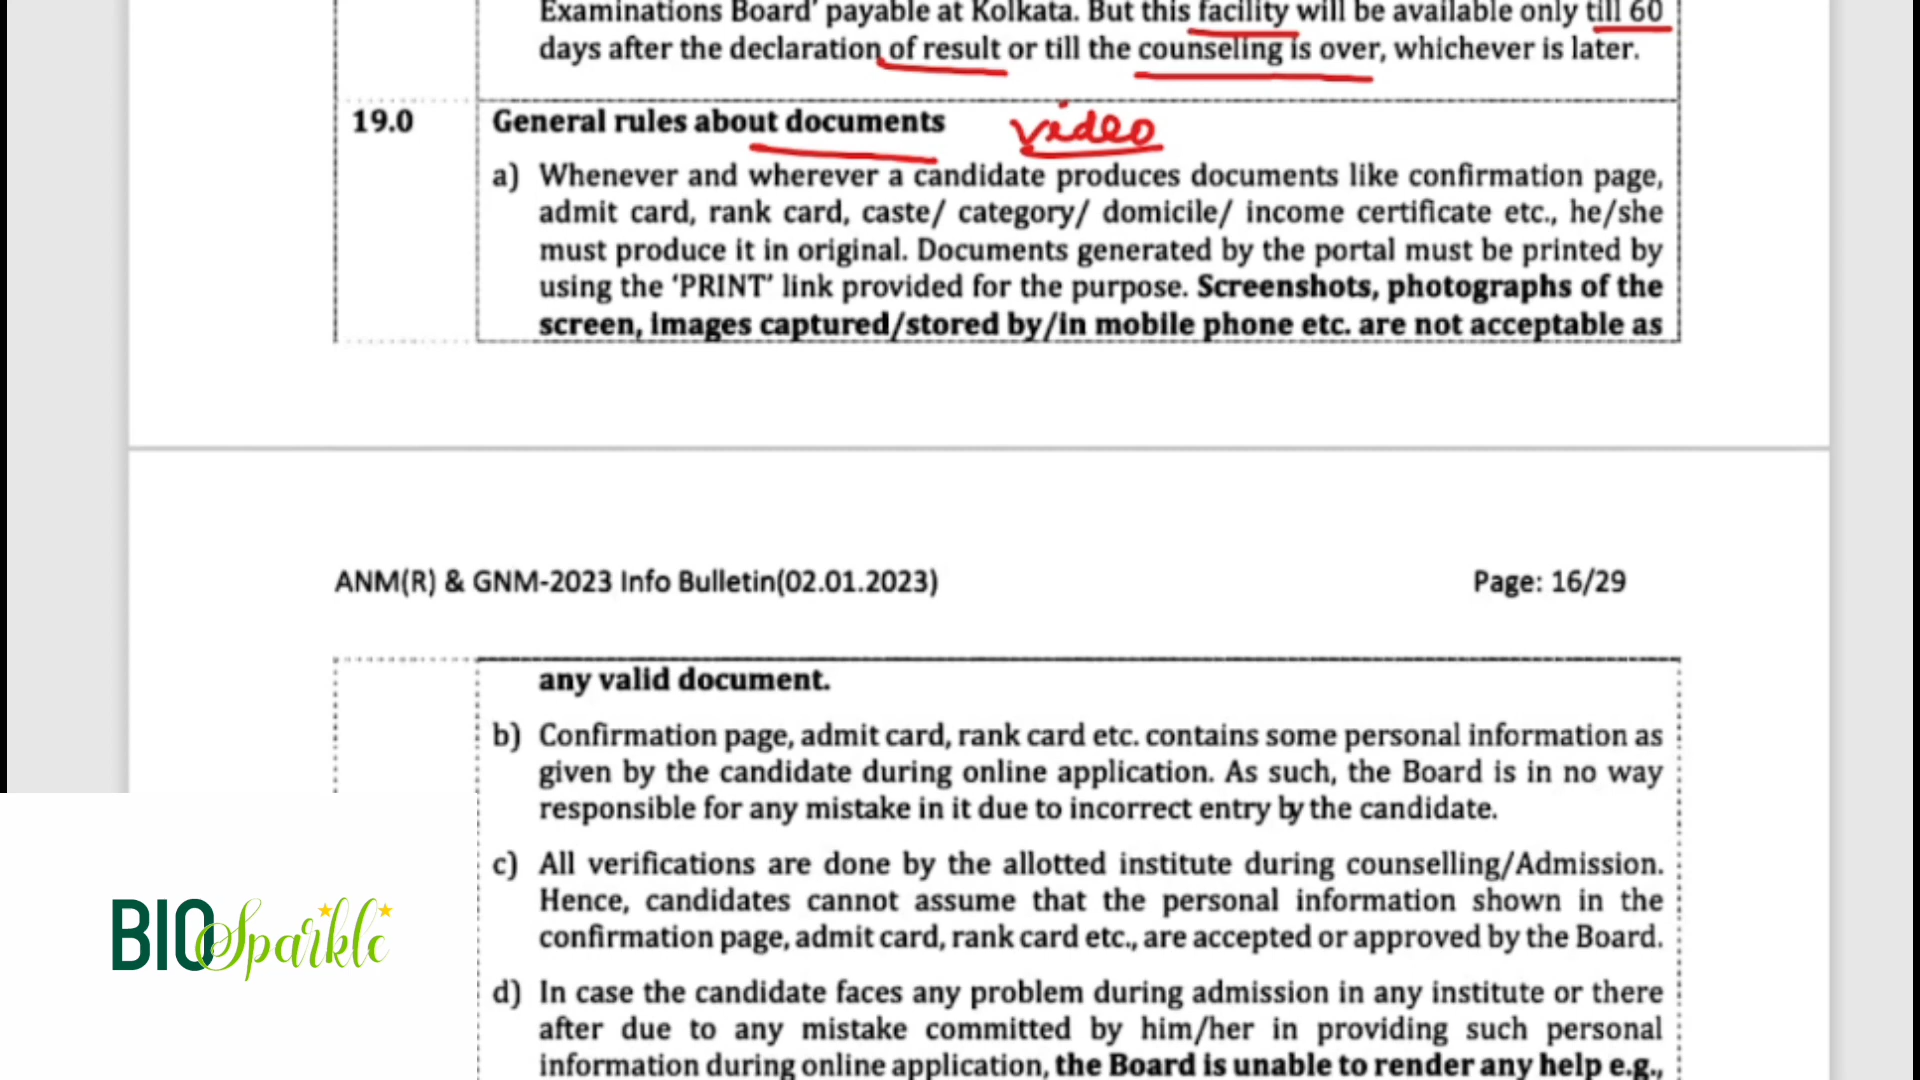 Examinations Board' payable at Kolkata. But this facility will be available only till 60
days after the declaration of result or till the counseling is over, whichever is later.
19.0 General rules about documents video
a) Whenever and wherever a candidate produces documents like confirmation page,
admit card, rank card, caste/ category/ domicile/ income certificate etc., he/she
must produce it in original. Documents generated by the portal must be printed by
using the 'PRINT' link provided for the purpose. Screenshots, photographs of the
screen, images captured/stored by/in mobile phone etc. are not acceptable as
ANM(R) & GNM-2023 Info Bulletin(02.01.2023) Page: 16/29
any valid document.
b) Confirmation page, admit card, rank card etc. contains some personal information as
given by the candidate during online application. As such, the Board is in no way
responsible for any mistake in it due to incorrect entry by the candidate.
c) All verifications are done by the allotted institute during counselling/Admission.
Hence, candidates cannot assume that the personal information shown in the
confirmation page, admit card, rank card etc., are accepted or approved by the Board.
d) In case the candidate faces any problem during admission in any institute or there
after due to any mistake committed by him/her in providing such personal
information during online application, the Board is unable to render any help e.g.,
BIO Sparkle